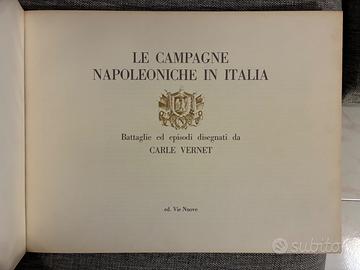 LE CAMPAGNE
NAPOLEONICHE IN ITALIA
Battaglie ed episodi disegnati da
CARLE VERNET
ed. Vie Nuove
subito